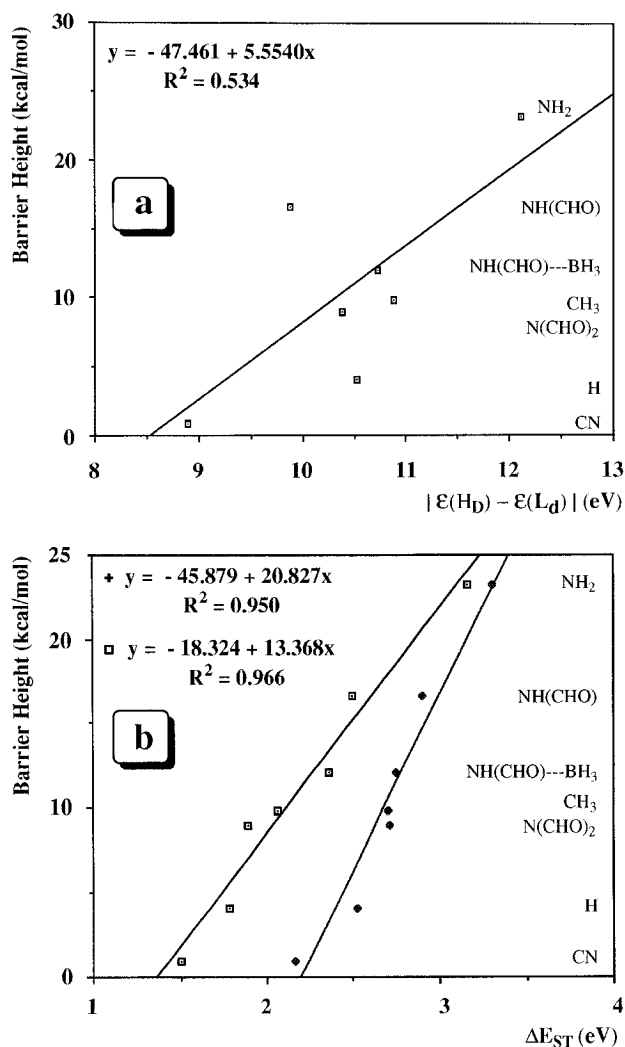 30
y = - 47.461 + 5.5540x
R² = 0.534
NH₂
20
a
NH(CHO)
NH(CHO)---BH₃
10
CH₃
N(CHO)₂
H
CN
0
8 9 10 11 12 13
Barrier Height (kcal/mol)
| ε(H_D) – ε(L_d) | (eV)
25
y = - 45.879 + 20.827x
R² = 0.950
NH₂
20
y = - 18.324 + 13.368x
R² = 0.966
b
NH(CHO)
NH(CHO)---BH₃
10
CH₃
N(CHO)₂
H
CN
0
1 2 3 4
Barrier Height (kcal/mol)
ΔE_ST (eV)